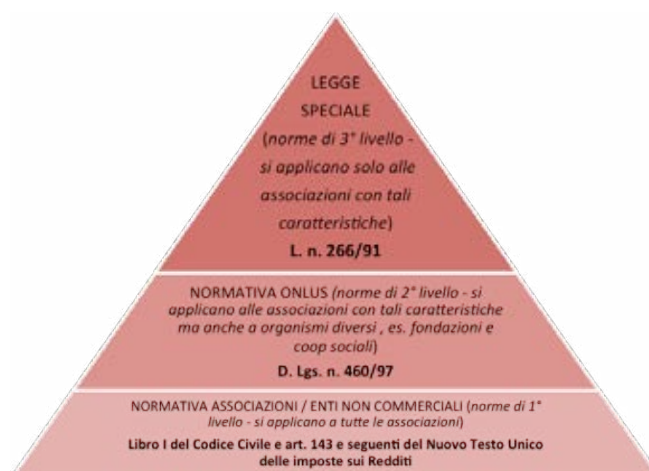 LEGGE
SPECIALE
(norme di 3° livello -
si applicano solo alle
associazioni con tali
caratteristiche)
L. n. 266/91
NORMATIVA ONLUS (norme di 2° livello - si
applicano alle associazioni con tali caratteristiche
ma anche a organismi diversi , es. fondazioni e
coop sociali)
D. Lgs. n. 460/97
NORMATIVA ASSOCIAZIONI / ENTI NON COMMERCIALI (norme di 1°
livello - si applicano a tutte le associazioni)
Libro I del Codice Civile e art. 143 e seguenti del Nuovo Testo Unico
delle imposte sui Redditi